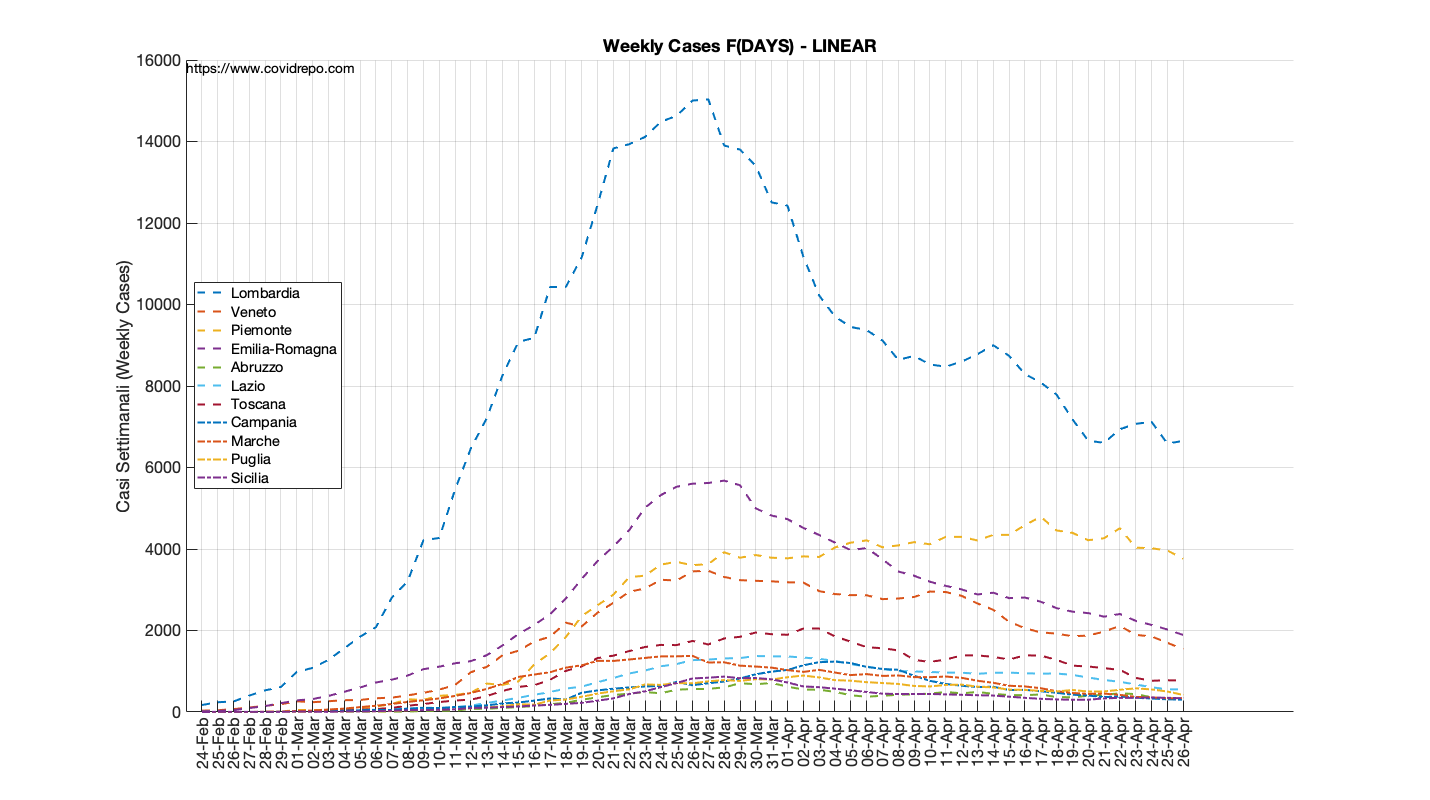 Weekly Cases F(DAYS) - LINEAR
https://www.covidrepo.com
16000
14000
12000
10000
8000
6000
4000
2000
0
Casi Settimanali (Weekly Cases)
Lombardia
Veneto
Piemonte
Emilia-Romagna
Abruzzo
Lazio
Toscana
Campania
Marche
Puglia
Sicilia
24-Feb
25-Feb
26-Feb
27-Feb
28-Feb
29-Feb
01-Mar
02-Mar
03-Mar
04-Mar
05-Mar
06-Mar
07-Mar
08-Mar
09-Mar
10-Mar
11-Mar
12-Mar
13-Mar
14-Mar
15-Mar
16-Mar
17-Mar
18-Mar
19-Mar
20-Mar
21-Mar
22-Mar
23-Mar
24-Mar
25-Mar
26-Mar
27-Mar
28-Mar
29-Mar
30-Mar
31-Mar
01-Apr
02-Apr
03-Apr
04-Apr
05-Apr
06-Apr
07-Apr
08-Apr
09-Apr
10-Apr
11-Apr
12-Apr
13-Apr
14-Apr
15-Apr
16-Apr
17-Apr
18-Apr
19-Apr
20-Apr
21-Apr
22-Apr
23-Apr
24-Apr
25-Apr
26-Apr